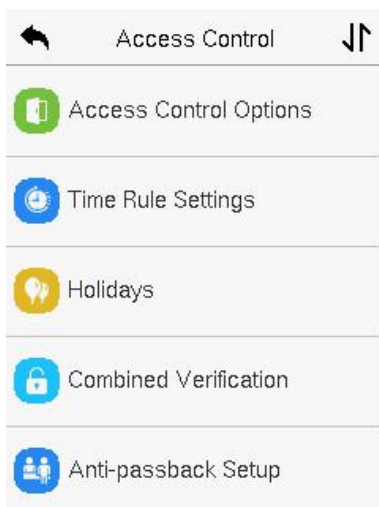 Access Control
Access Control Options
Time Rule Settings
Holidays
Combined Verification
Anti-passback Setup